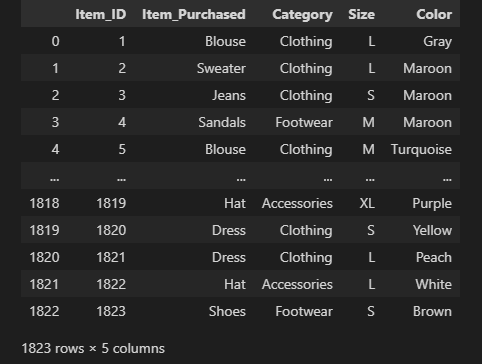 Item_ID Item_Purchased Category Size Color
0 1 Blouse Clothing L Gray
1 2 Sweater Clothing L Maroon
2 3 Jeans Clothing S Maroon
3 4 Sandals Footwear M Maroon
4 5 Blouse Clothing M Turquoise
... ... ... ... ... ...
1818 1819 Hat Accessories XL Purple
1819 1820 Dress Clothing S Yellow
1820 1821 Dress Clothing L Peach
1821 1822 Hat Accessories L White
1822 1823 Shoes Footwear S Brown
1823 rows × 5 columns